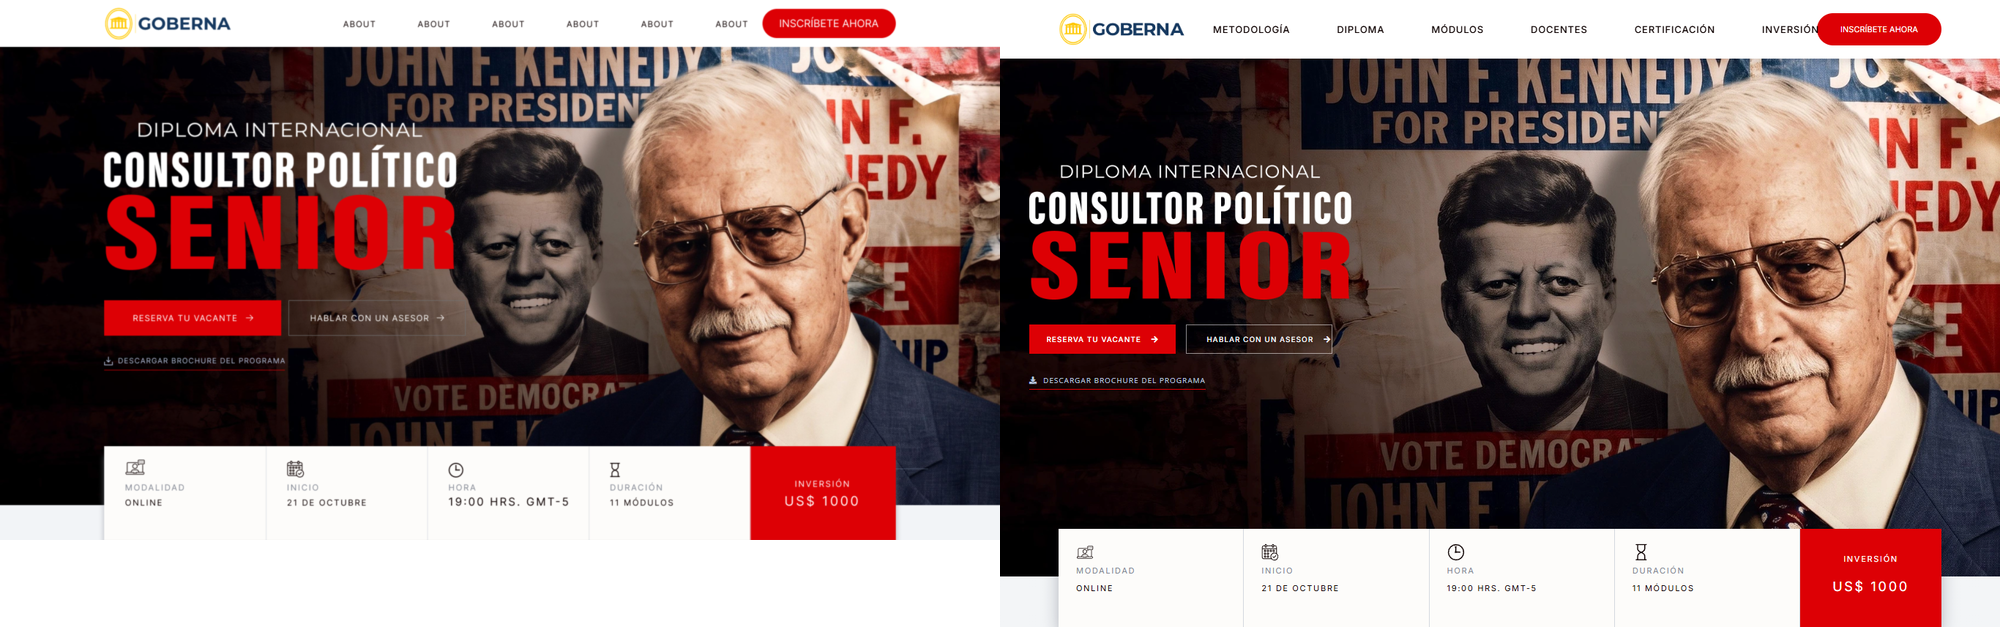 GOBERNA
ABOUT ABOUT ABOUT ABOUT ABOUT ABOUT
INSCRÍBETE AHORA
JOHN F. KENNEDY
FOR PRESIDENT
DIPLOMA INTERNACIONAL
CONSULTOR POLÍTICO
SENIOR
RESERVA TU VACANTE →
HABLAR CON UN ASESOR →
DESCARGAR BROCHURE DEL PROGRAMA
VOTE DEMOCRAT
JOHN F.
MODALIDAD
ONLINE
INICIO
21 DE OCTUBRE
HORA
19:00 HRS. GMT-5
DURACIÓN
11 MÓDULOS
INVERSIÓN
US$ 1000
GOBERNA
METODOLOGÍA DIPLOMA MÓDULOS DOCENTES CERTIFICACIÓN INVERSIÓN
INSCRÍBETE AHORA
JOHN F. KENNEDY
FOR PRESIDENT
DIPLOMA INTERNACIONAL
CONSULTOR POLÍTICO
SENIOR
RESERVA TU VACANTE →
HABLAR CON UN ASESOR →
DESCARGAR BROCHURE DEL PROGRAMA
VOTE DEMOCRAT
JOHN F. K
MODALIDAD
ONLINE
INICIO
21 DE OCTUBRE
HORA
19:00 HRS. GMT-5
DURACIÓN
11 MÓDULOS
INVERSIÓN
US$ 1000